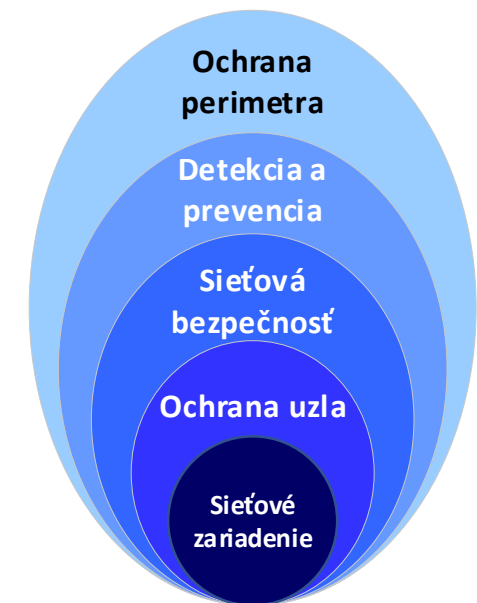 Ochrana
perimetra
Detekcia a
prevencia
Sieťová
bezpečnosť
Ochrana uzla
Sieťové
zariadenie